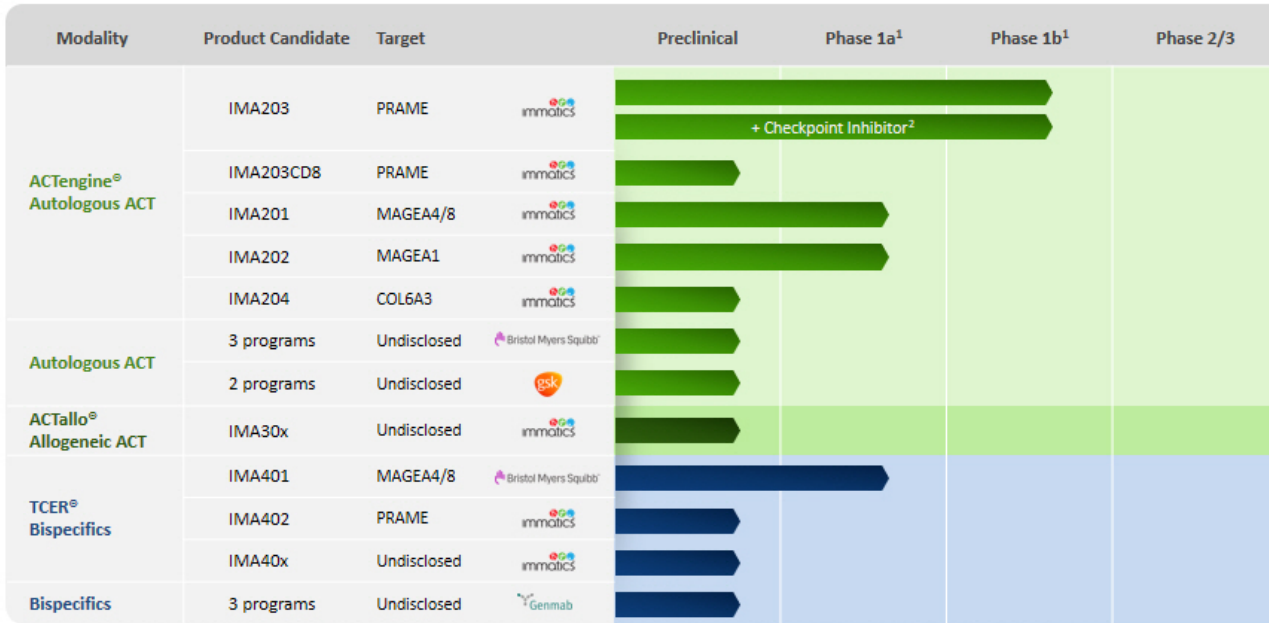 Modality Product Candidate Target Preclinical Phase 1a¹ Phase 1b¹ Phase 2/3
ACTengine®
Autologous ACT
IMA203 PRAME immatics
+ Checkpoint Inhibitor²
IMA203CD8 PRAME immatics
IMA201 MAGEA4/8 immatics
IMA202 MAGEA1 immatics
IMA204 COL6A3 immatics
Autologous ACT
3 programs Undisclosed Bristol Myers Squibb™
2 programs Undisclosed gsk
ACTallo®
Allogeneic ACT
IMA30x Undisclosed immatics
TCER®
Bispecifics
IMA401 MAGEA4/8 Bristol Myers Squibb™
IMA402 PRAME immatics
IMA40x Undisclosed immatics
Bispecifics 3 programs Undisclosed Genmab